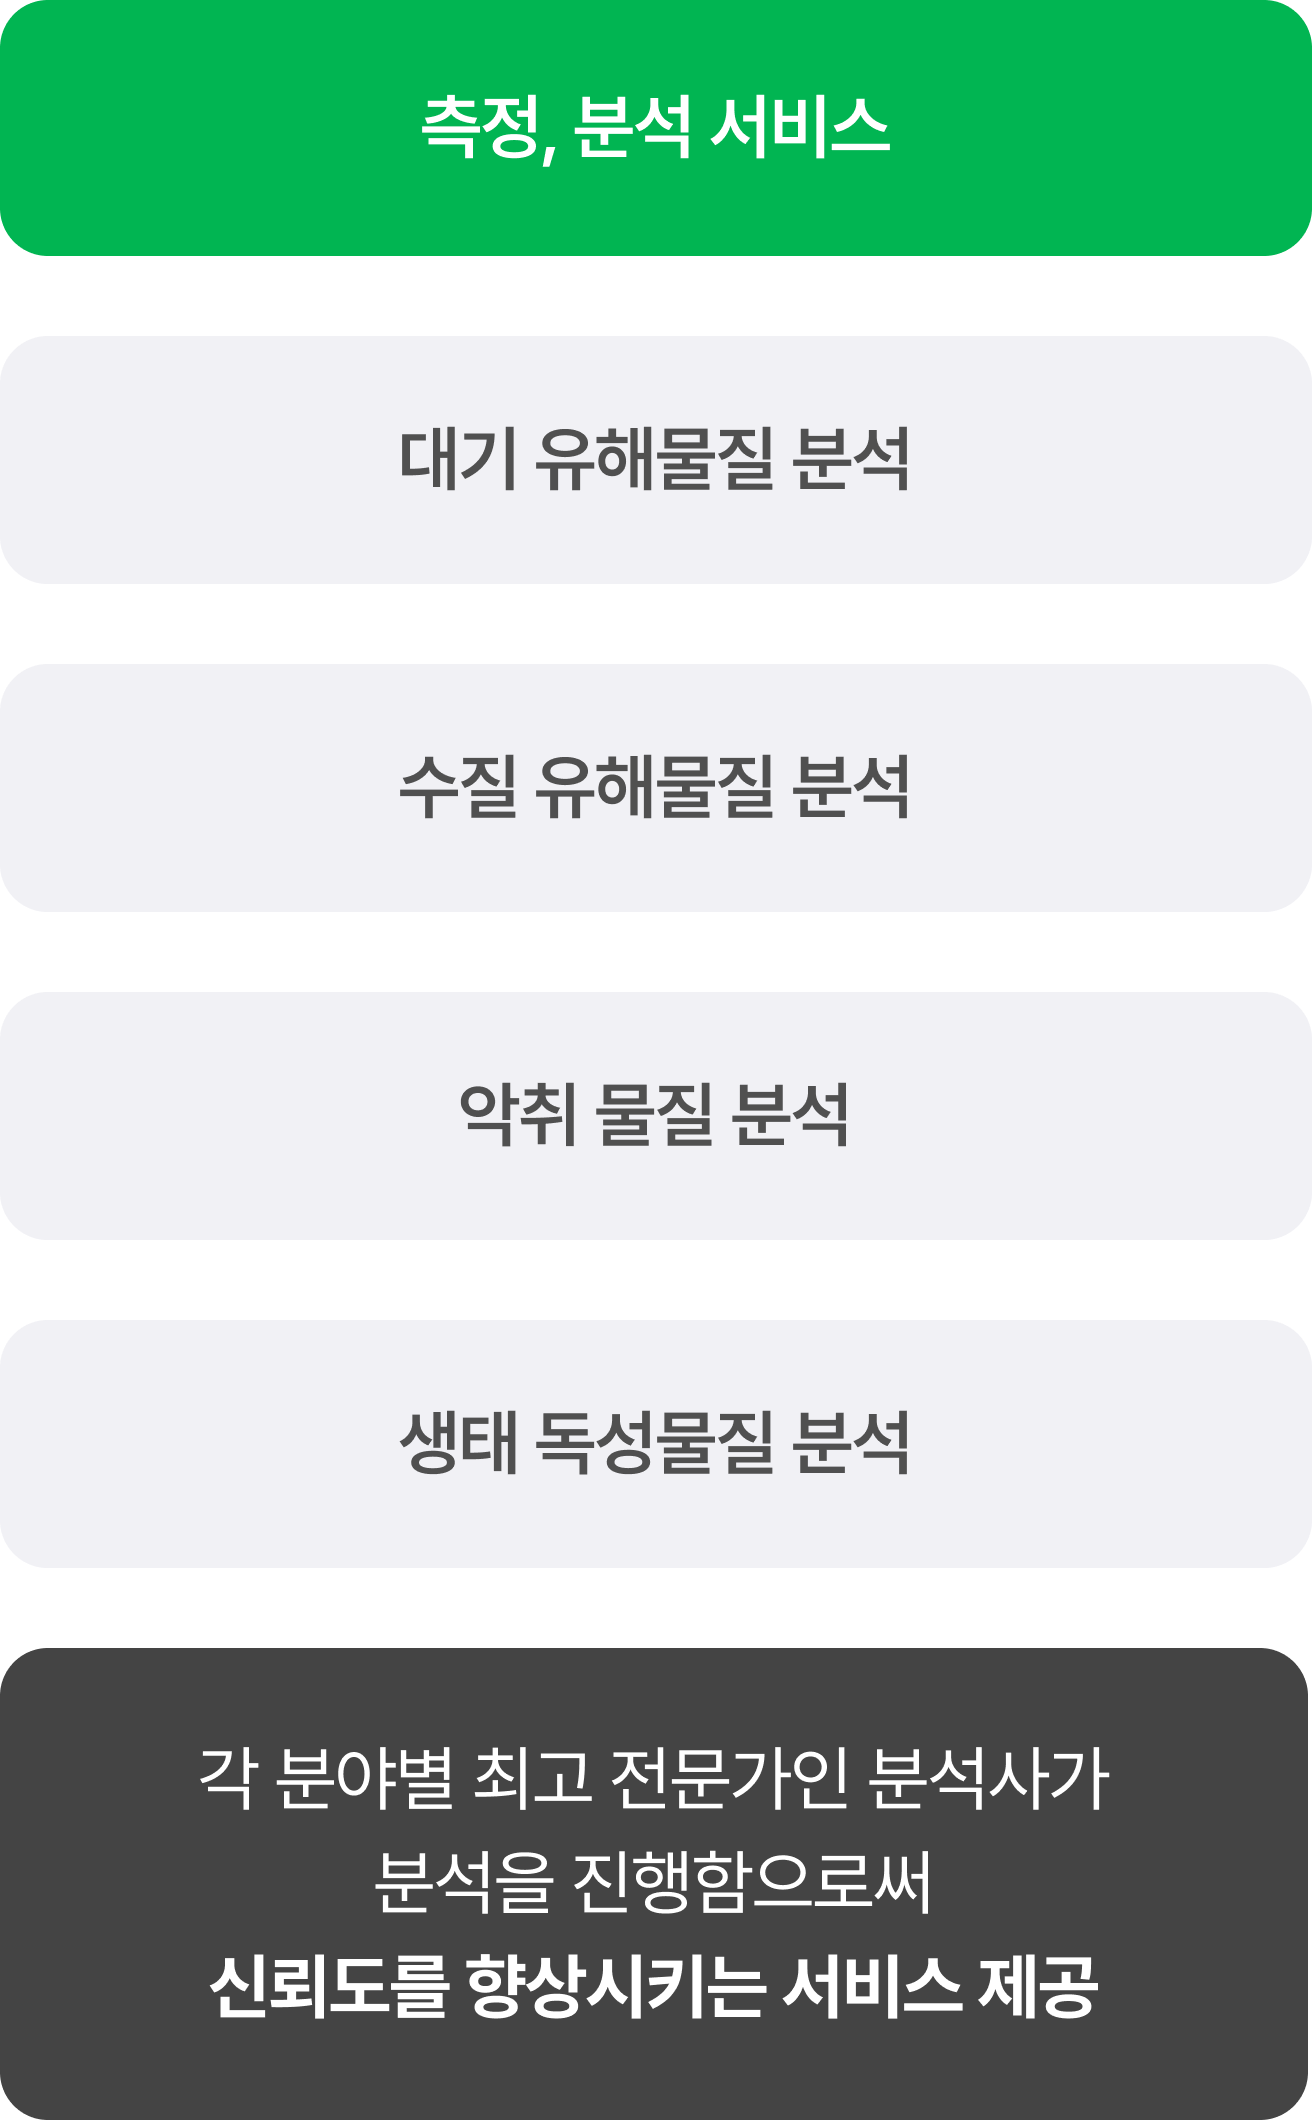 측정, 분석 서비스
대기 유해물질 분석
수질 유해물질 분석
악취 물질 분석
생태 독성물질 분석
각 분야별 최고 전문가인 분석사가
분석을 진행함으로써
신뢰도를 향상시키는 서비스 제공